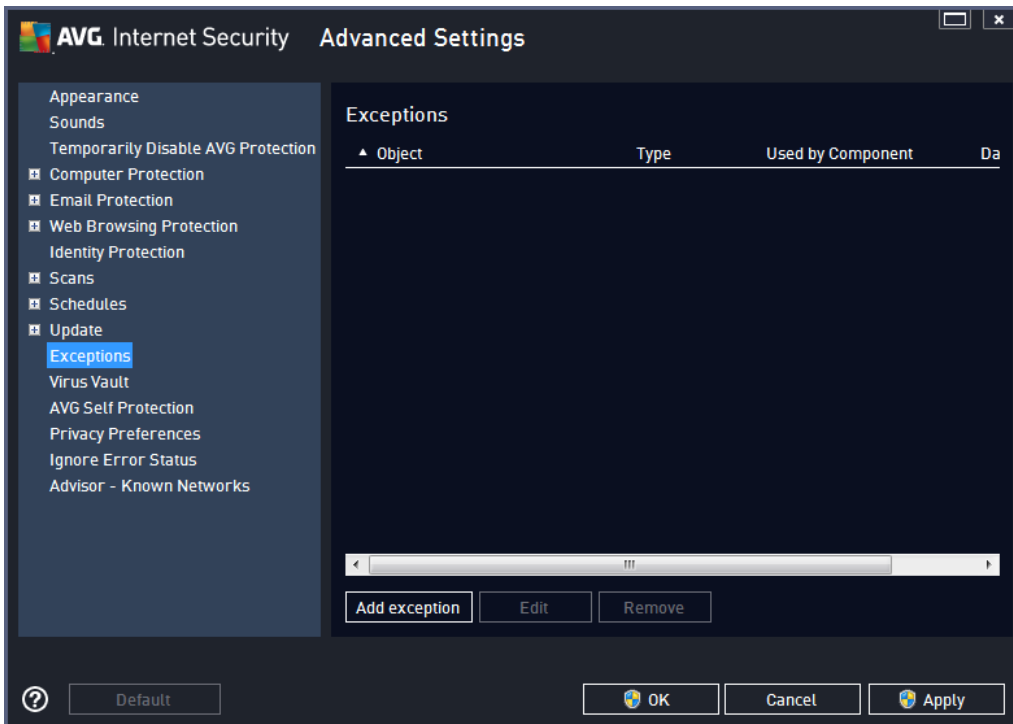 AVG. Internet Security Advanced Settings
Appearance
Sounds
Temporarily Disable AVG Protection
Computer Protection
Email Protection
Web Browsing Protection
Identity Protection
Scans
Schedules
Update
Exceptions
Virus Vault
AVG Self Protection
Privacy Preferences
Ignore Error Status
Advisor - Known Networks
Exceptions
Object Type Used by Component Da
Add exception Edit Remove
Default OK Cancel Apply